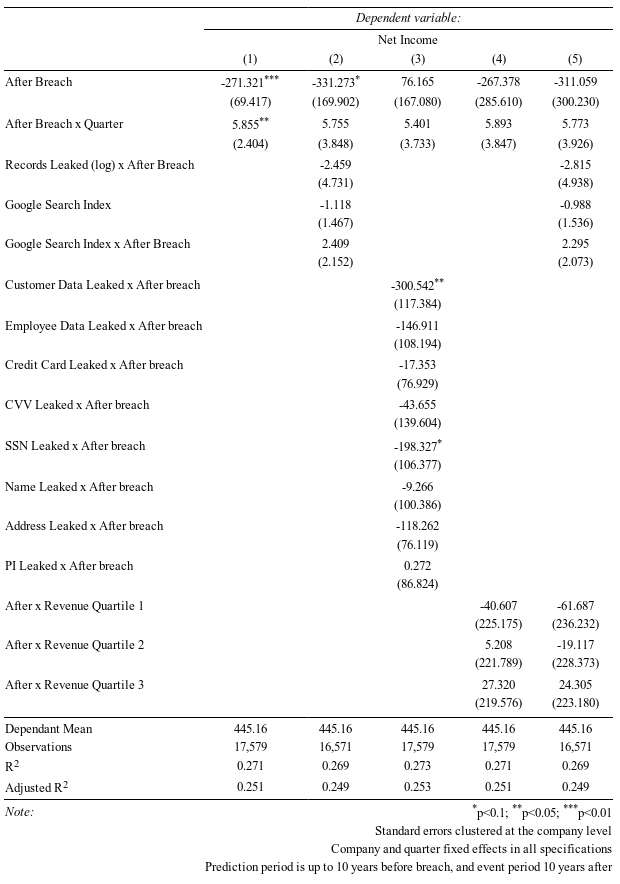 Dependent variable:
Net Income
(1) (2) (3) (4) (5)
After Breach -271.321*** -331.273* 76.165 -267.378 -311.059
(69.417) (169.902) (167.080) (285.610) (300.230)
After Breach x Quarter 5.855** 5.755 5.401 5.893 5.773
(2.404) (3.848) (3.733) (3.847) (3.926)
Records Leaked (log) x After Breach -2.459 -2.815
(4.731) (4.938)
Google Search Index -1.118 -0.988
(1.467) (1.536)
Google Search Index x After Breach 2.409 2.295
(2.152) (2.073)
Customer Data Leaked x After breach -300.542**
(117.384)
Employee Data Leaked x After breach -146.911
(108.194)
Credit Card Leaked x After breach -17.353
(76.929)
CVV Leaked x After breach -43.655
(139.604)
SSN Leaked x After breach -198.327*
(106.377)
Name Leaked x After breach -9.266
(100.386)
Address Leaked x After breach -118.262
(76.119)
PI Leaked x After breach 0.272
(86.824)
After x Revenue Quartile 1 -40.607 -61.687
(225.175) (236.232)
After x Revenue Quartile 2 5.208 -19.117
(221.789) (228.373)
After x Revenue Quartile 3 27.320 24.305
(219.576) (223.180)
Dependant Mean 445.16 445.16 445.16 445.16 445.16
Observations 17,579 16,571 17,579 17,579 16,571
R2 0.271 0.269 0.273 0.271 0.269
Adjusted R2 0.251 0.249 0.253 0.251 0.249
Note: *p<0.1; **p<0.05; ***p<0.01
Standard errors clustered at the company level
Company and quarter fixed effects in all specifications
Prediction period is up to 10 years before breach, and event period 10 years after